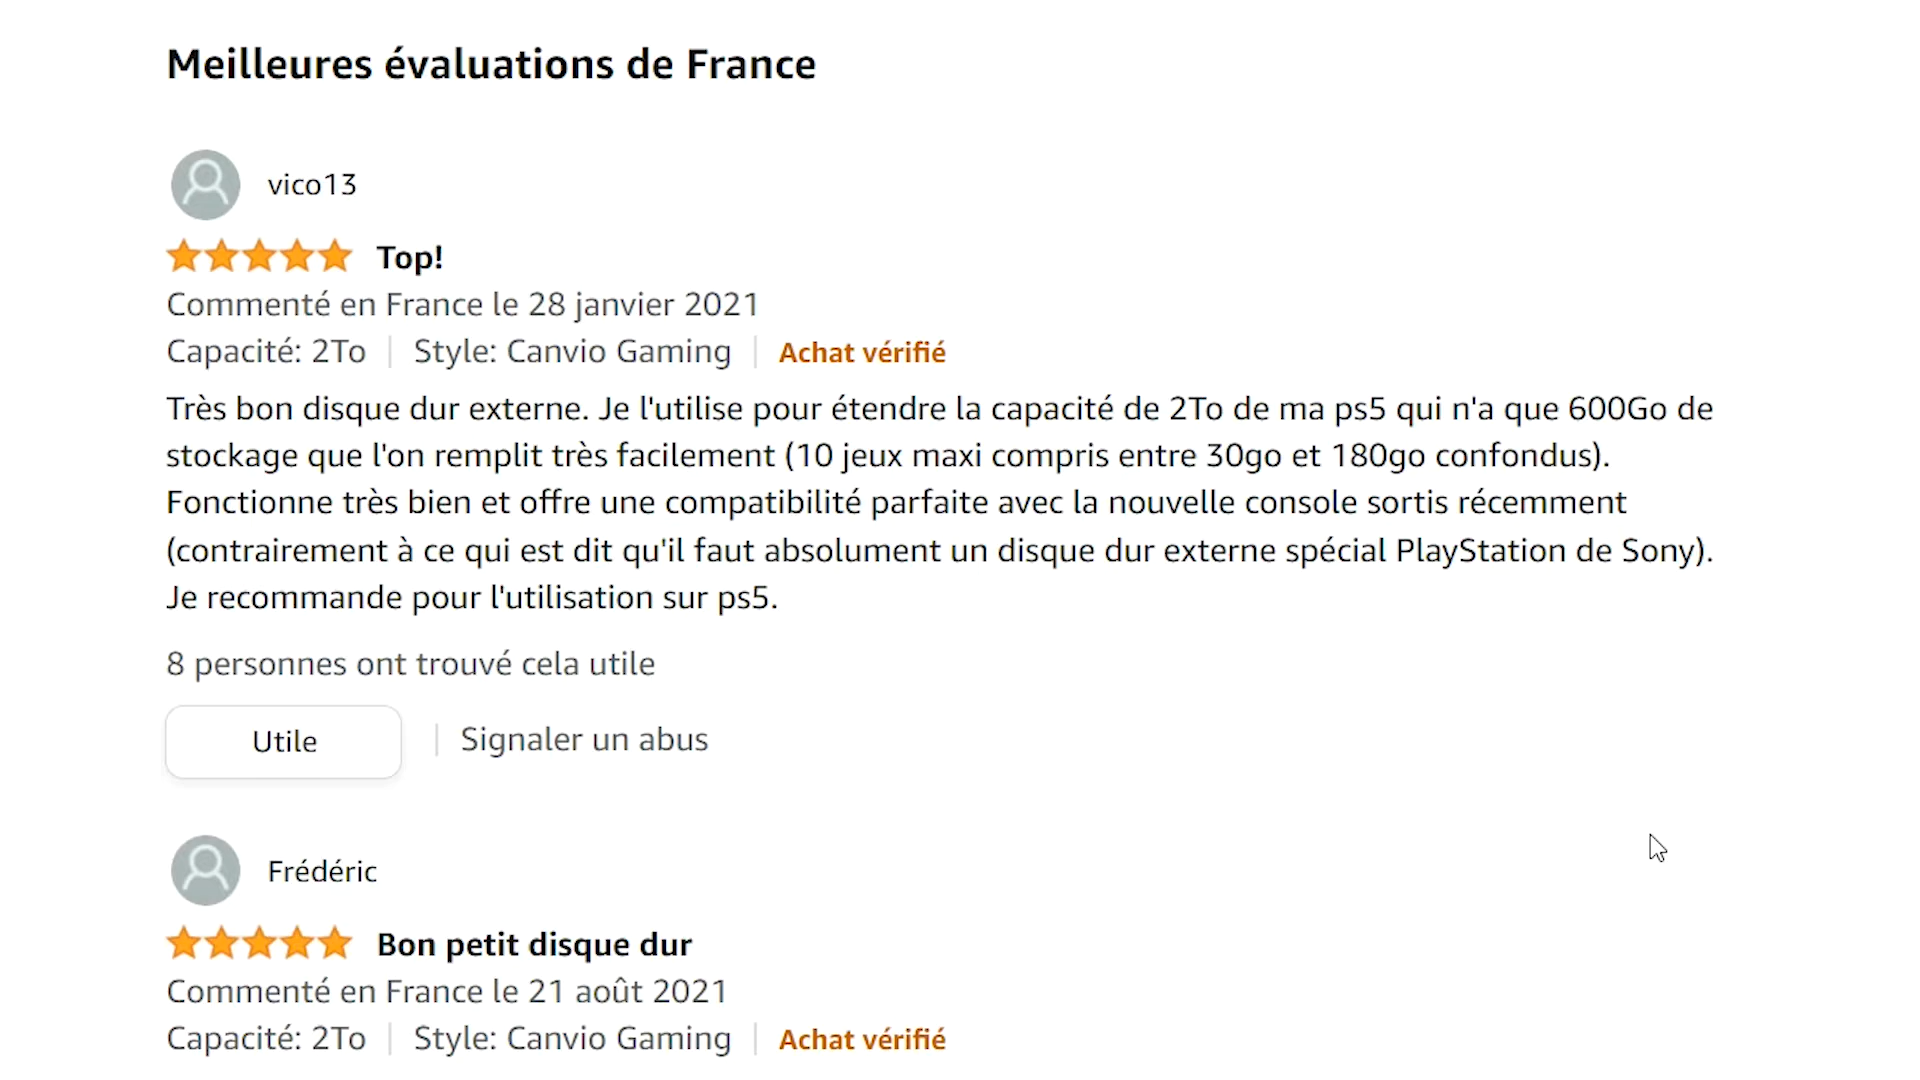 Meilleures évaluations de France
vico13
Top!
Commenté en France le 28 janvier 2021
Capacité: 2To | Style: Canvio Gaming | Achat vérifié
Très bon disque dur externe. Je l'utilise pour étendre la capacité de 2To de ma ps5 qui n'a que 600Go de
stockage que l'on remplit très facilement (10 jeux maxi compris entre 30go et 180go confondus).
Fonctionne très bien et offre une compatibilité parfaite avec la nouvelle console sortis récemment
(contrairement à ce qui est dit qu'il faut absolument un disque dur externe spécial PlayStation de Sony).
Je recommande pour l'utilisation sur ps5.
8 personnes ont trouvé cela utile
Utile | Signaler un abus
Frédéric
Bon petit disque dur
Commenté en France le 21 août 2021
Capacité: 2To | Style: Canvio Gaming | Achat vérifié